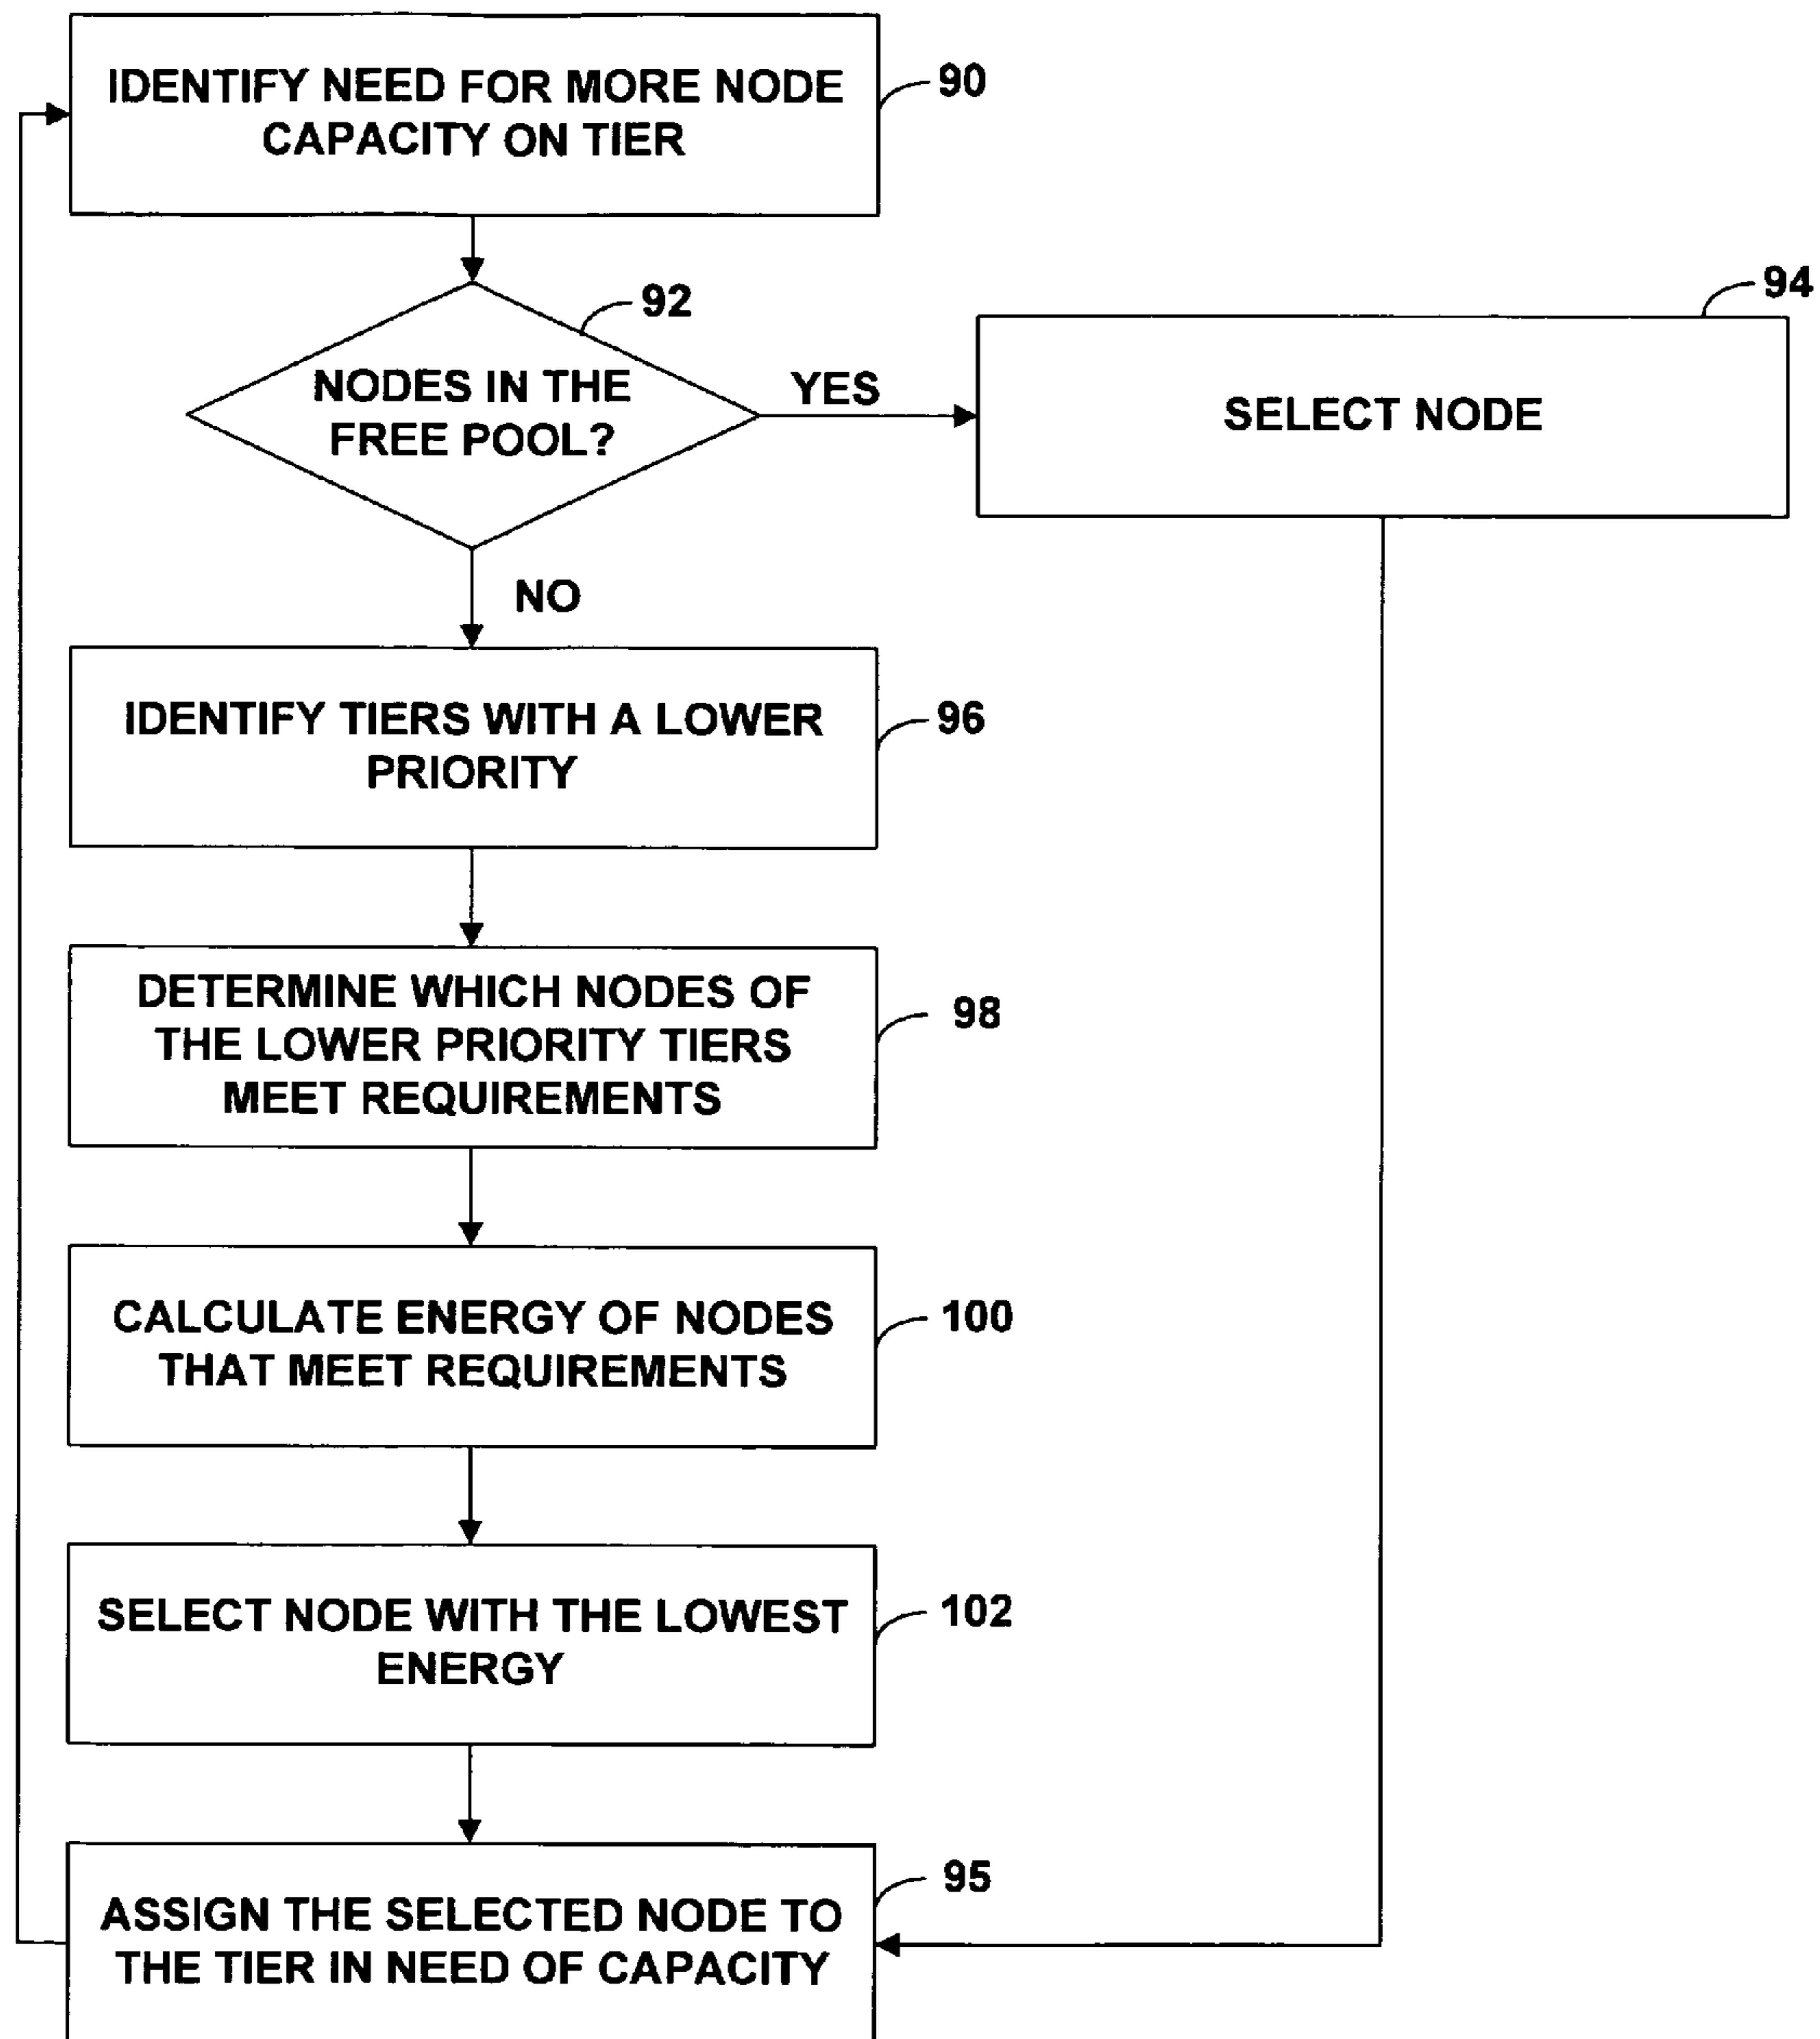 IDENTIFY NEED FOR MORE NODE
CAPACITY ON TIER
90
92
NODES IN THE
FREE POOL?
YES
94
SELECT NODE
NO
IDENTIFY TIERS WITH A LOWER
PRIORITY
96
DETERMINE WHICH NODES OF
THE LOWER PRIORITY TIERS
MEET REQUIREMENTS
98
CALCULATE ENERGY OF NODES
THAT MEET REQUIREMENTS
100
SELECT NODE WITH THE LOWEST
ENERGY
102
ASSIGN THE SELECTED NODE TO
THE TIER IN NEED OF CAPACITY
95